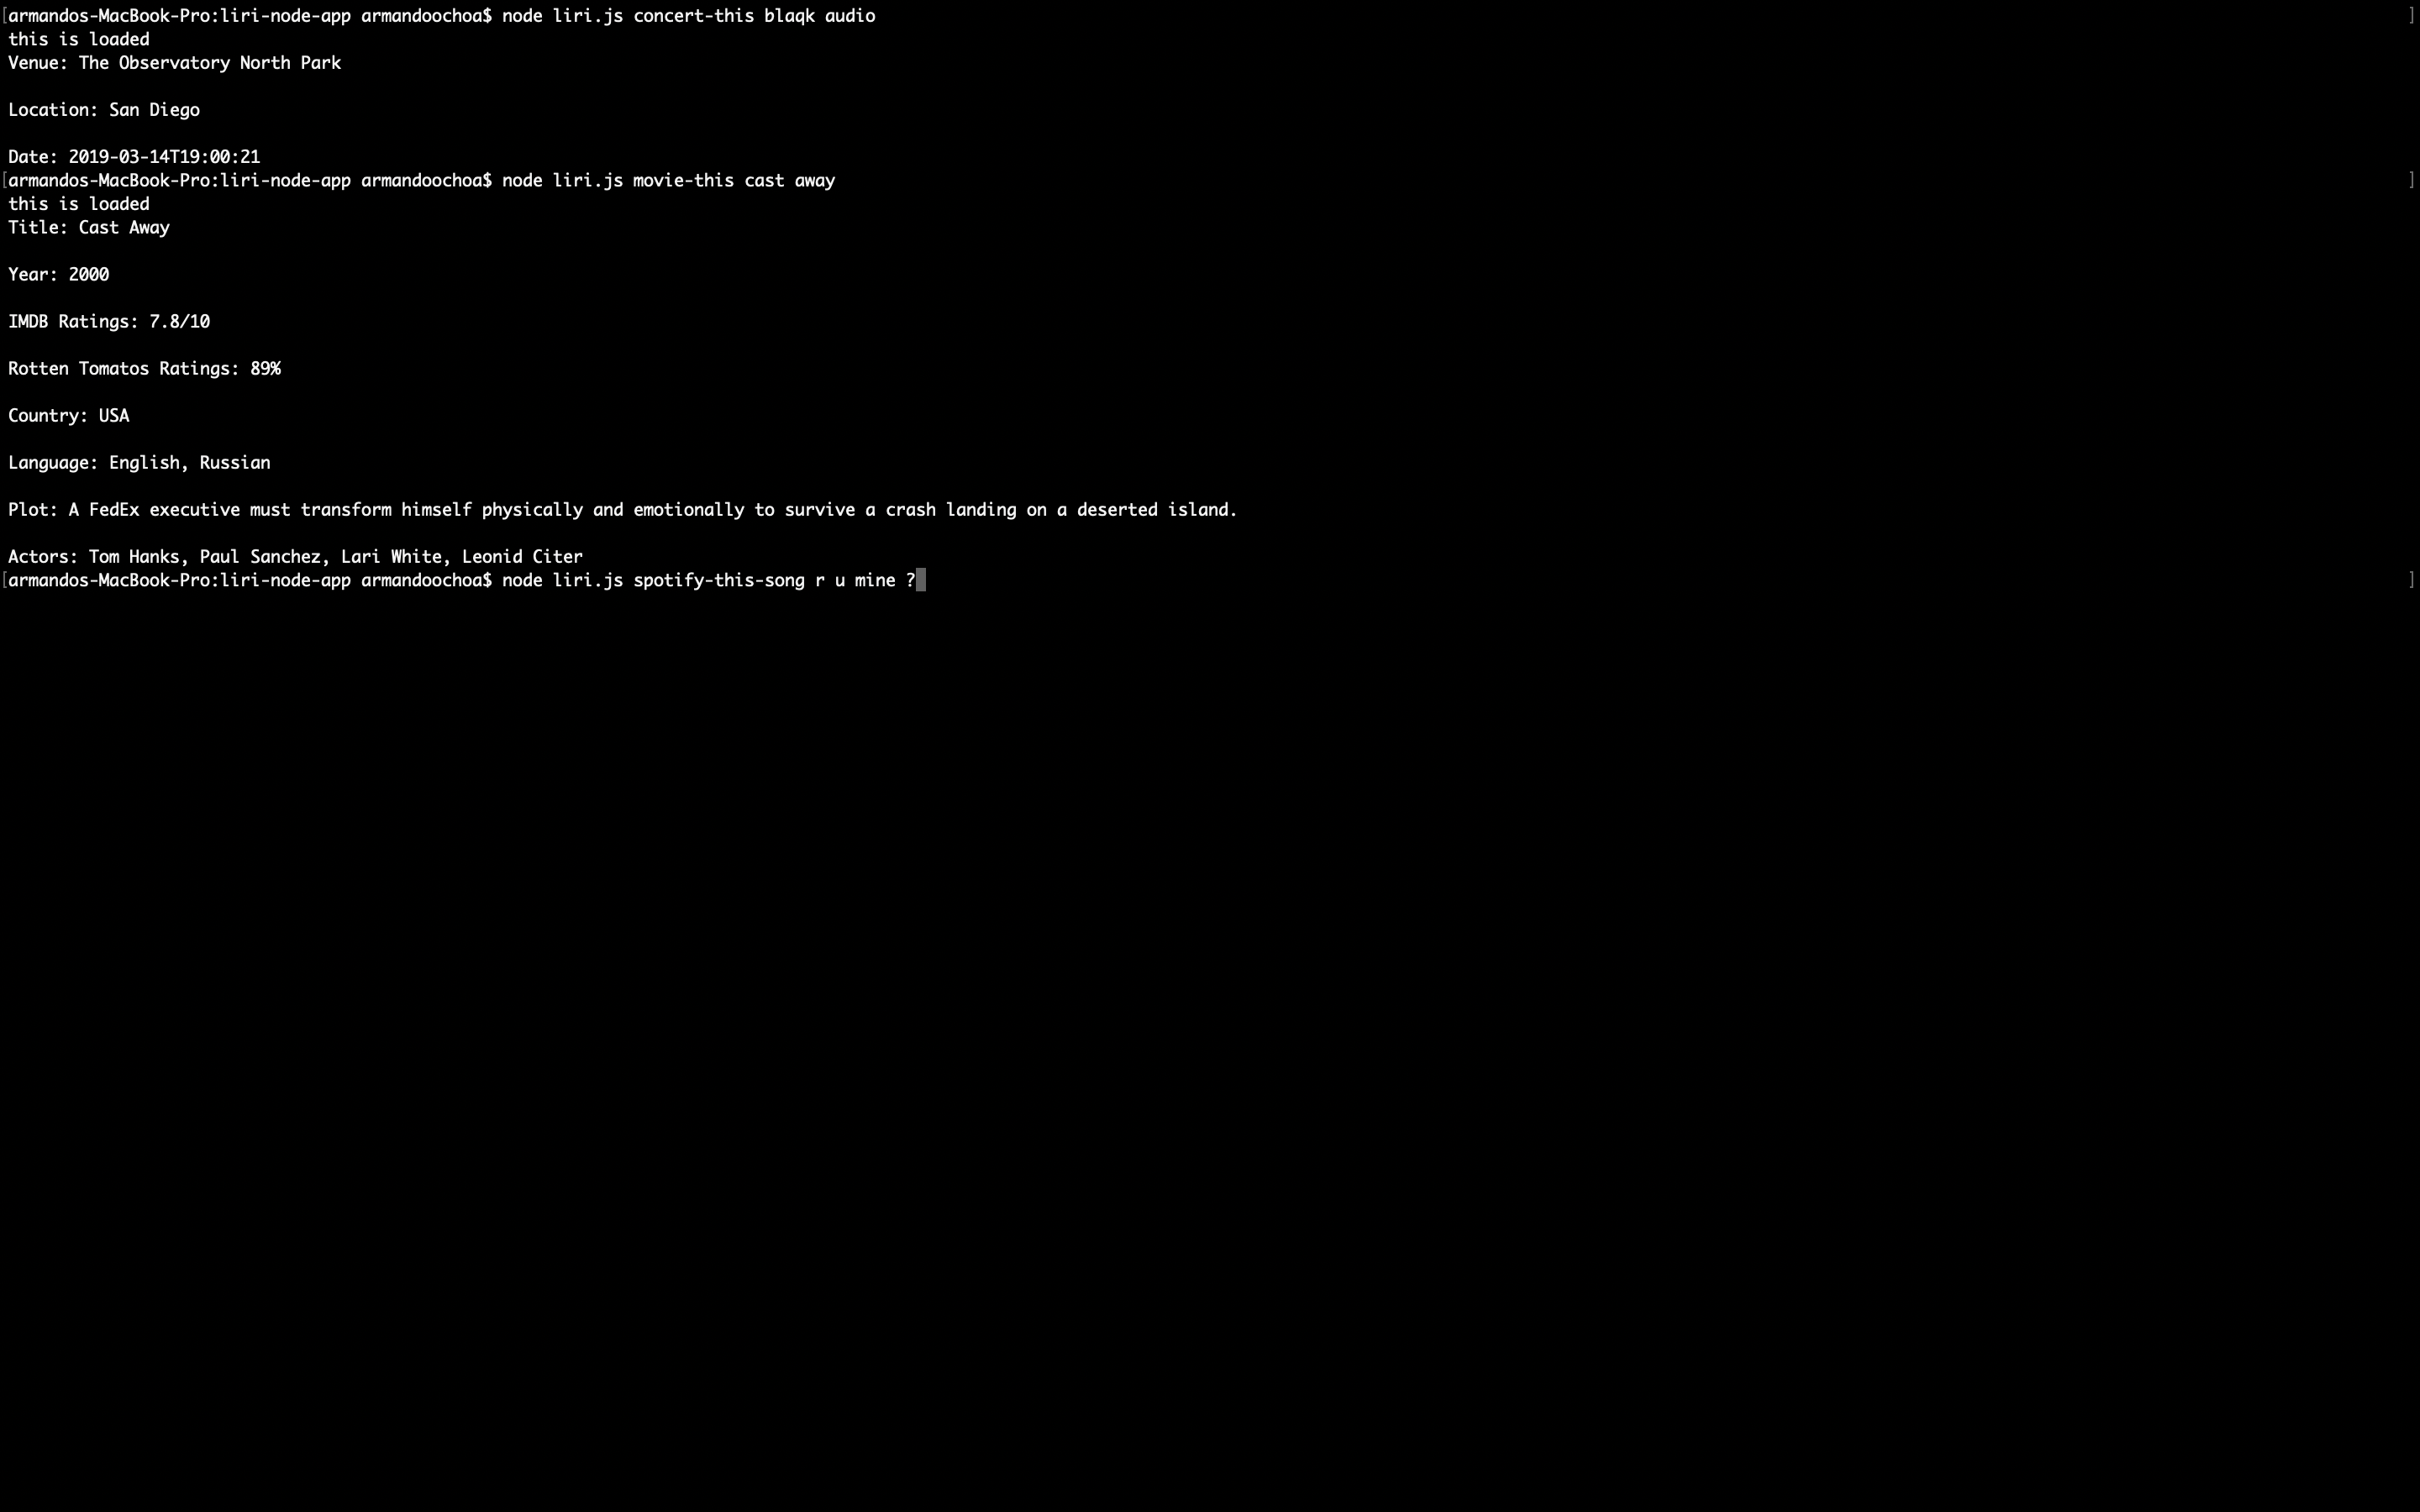 [armandos-MacBook-Pro:liri-node-app armandoochoa$ node liri.js concert-this blaqk audio ]
this is loaded
Venue: The Observatory North Park
Location: San Diego
Date: 2019-03-14T19:00:21
[armandos-MacBook-Pro:liri-node-app armandoochoa$ node liri.js movie-this cast away ]
this is loaded
Title: Cast Away
Year: 2000
IMDB Ratings: 7.8/10
Rotten Tomatos Ratings: 89%
Country: USA
Language: English, Russian
Plot: A FedEx executive must transform himself physically and emotionally to survive a crash landing on a deserted island.
Actors: Tom Hanks, Paul Sanchez, Lari White, Leonid Citer
[armandos-MacBook-Pro:liri-node-app armandoochoa$ node liri.js spotify-this-song r u mine ? ]